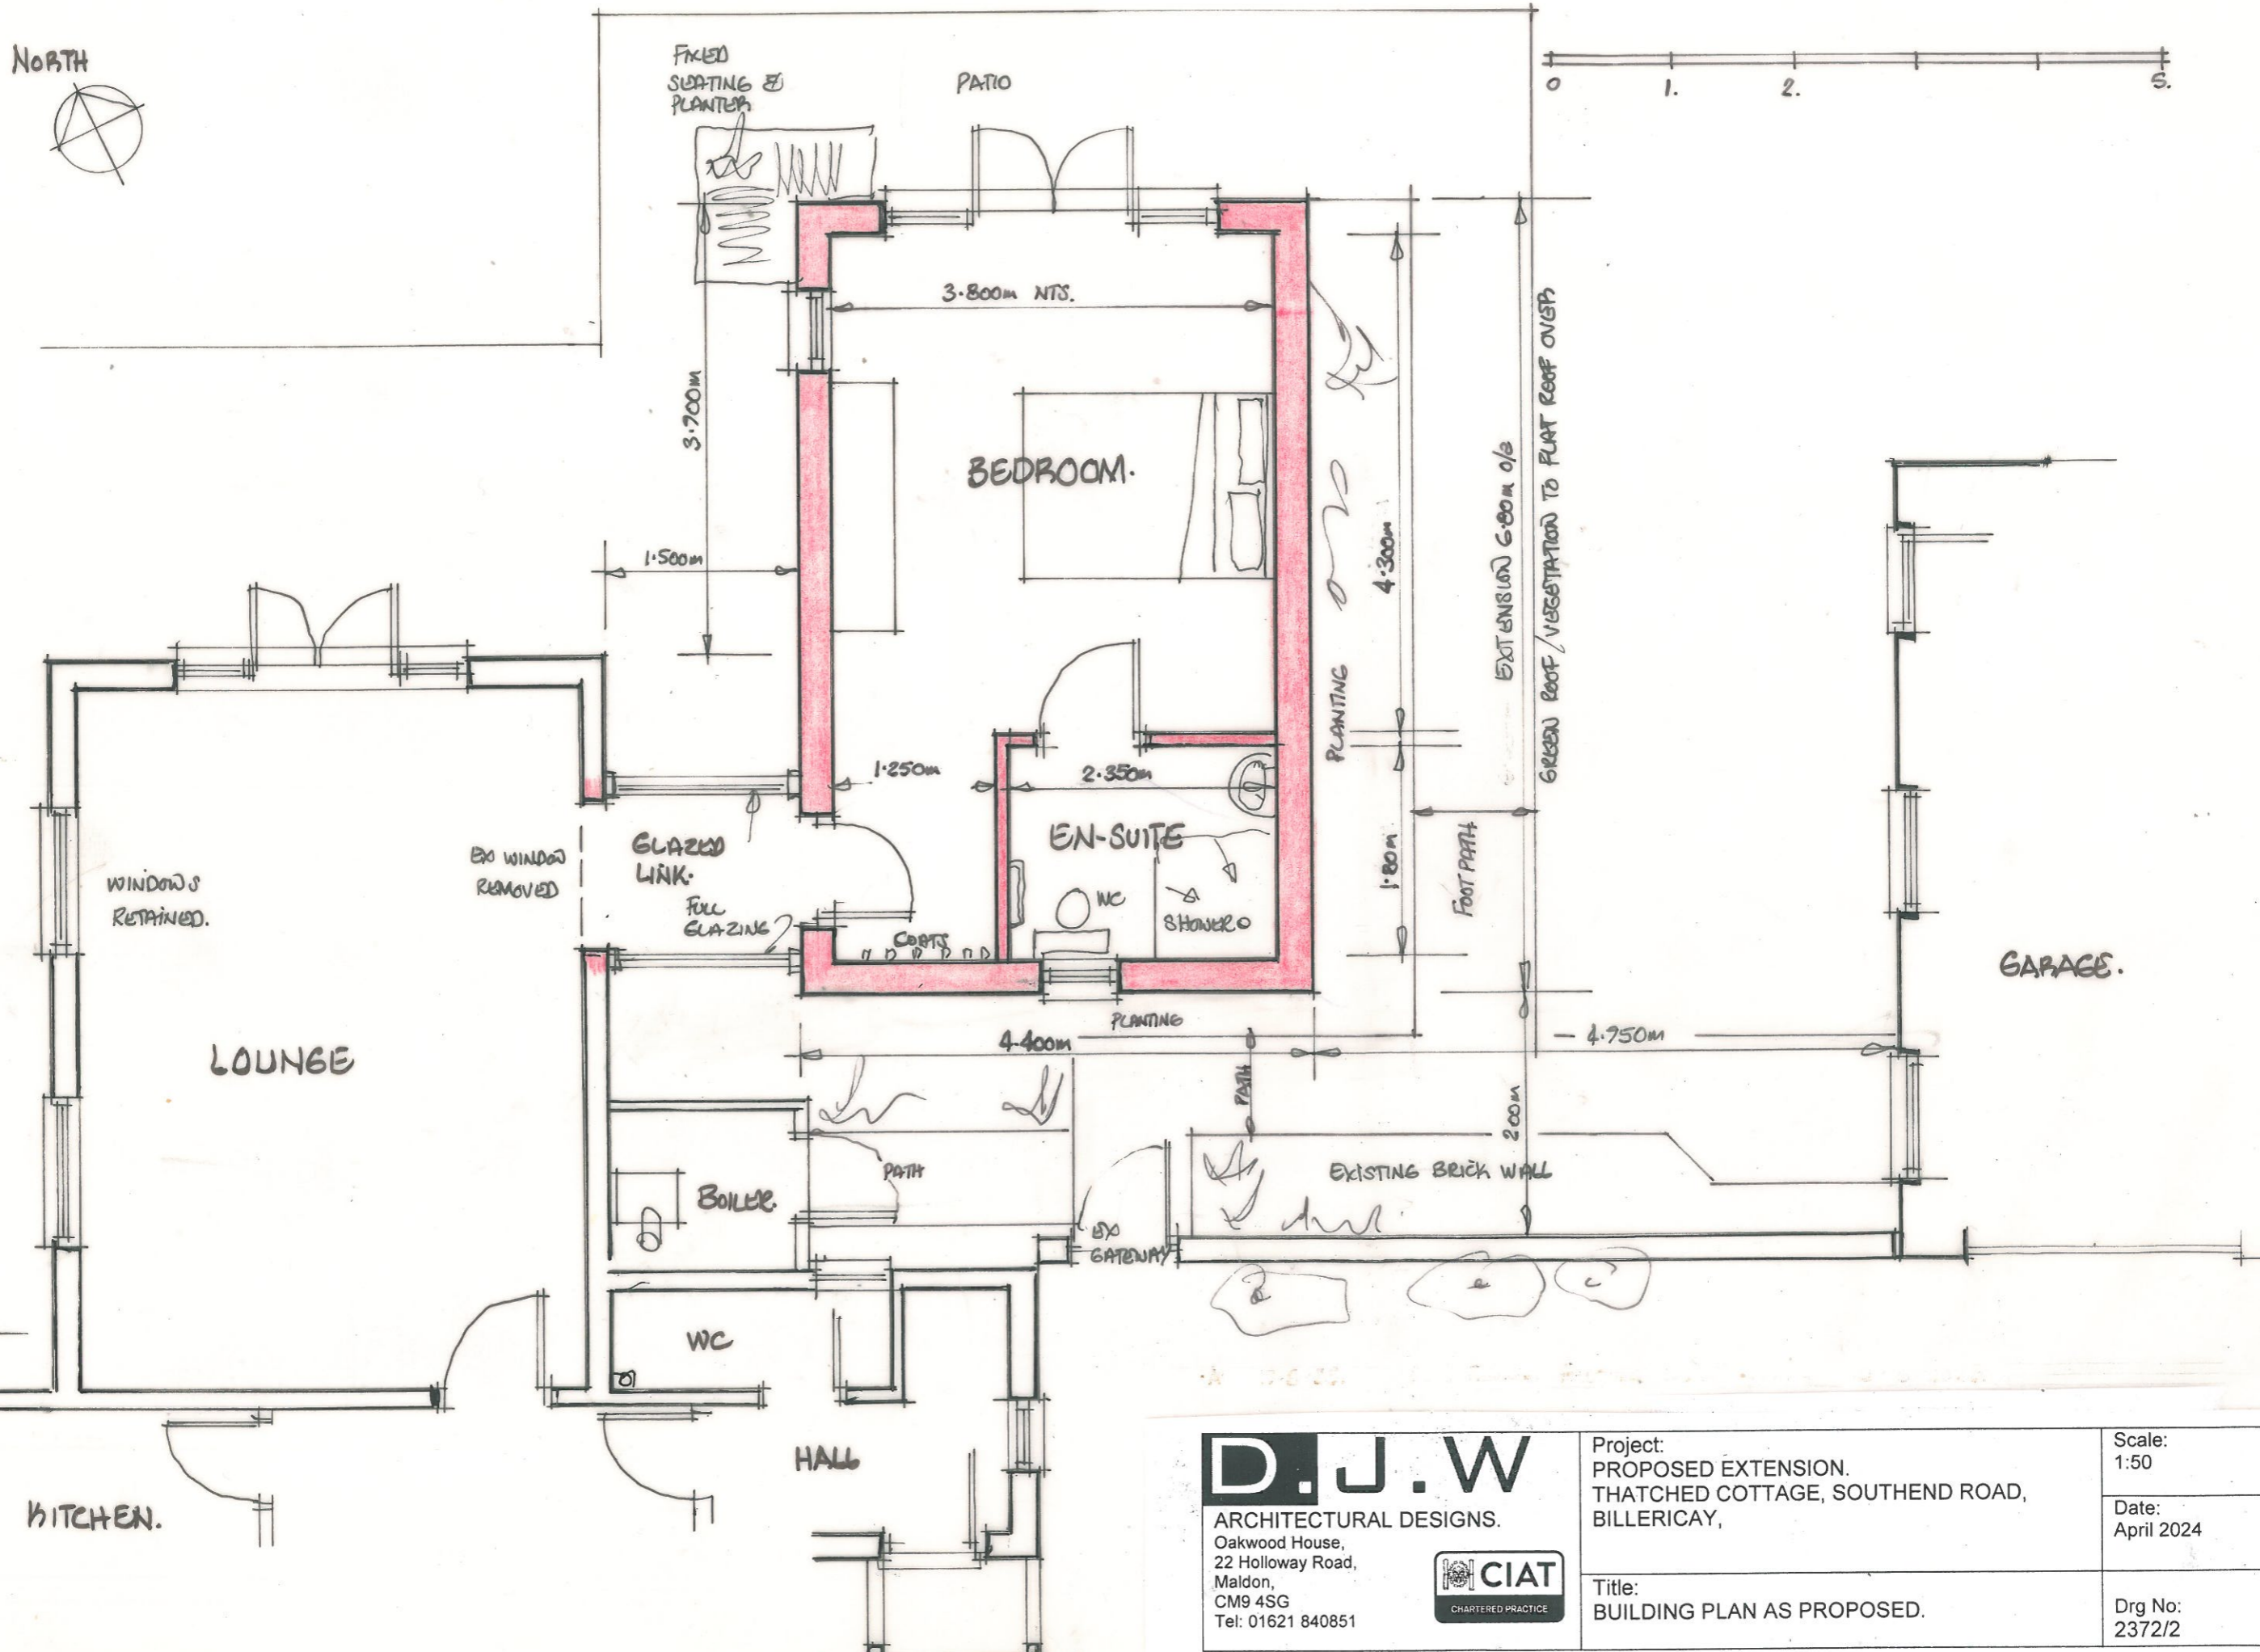 NORTH
FIXED
SEATING &
PLANTER
PATIO
0 1. 2. 5.
3.800m NTS.
3.700m
BEDROOM.
1.500m
4.300m
EXTENSION 6.80m o/a
GREEN ROOF/VEGETATION TO FLAT ROOF OVER
PLANTING
1.250m
2.350m
EN-SUITE
WC
SHOWER
1.80m
FOOTPATH
GLAZED
LINK.
EX WINDOW
REMOVED
WINDOWS
RETAINED.
FULL
GLAZING
COATS
GARAGE.
PLANTING
4.400m
4.950m
LOUNGE
PATH
200m
PATH
EXISTING BRICK WALL
BOILER.
EX
GATEWAY
WC
HALL
KITCHEN.
D.J.W
ARCHITECTURAL DESIGNS.
Oakwood House,
22 Holloway Road,
Maldon,
CM9 4SG
Tel: 01621 840851
CIAT
CHARTERED PRACTICE
Project:
PROPOSED EXTENSION.
THATCHED COTTAGE, SOUTHEND ROAD,
BILLERICAY,
Title:
BUILDING PLAN AS PROPOSED.
Scale:
1:50
Date:
April 2024
Drg No:
2372/2